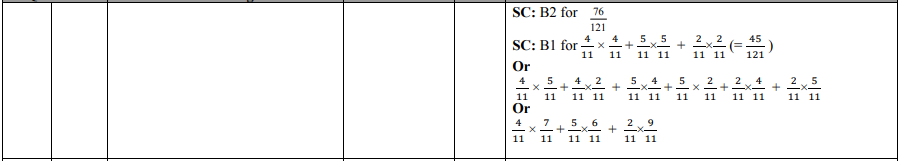 SC: B2 for 76/121
SC: B1 for 4/11 × 4/11 + 5/11 × 5/11 + 2/11 × 2/11 (= 45/121)
Or
4/11 × 5/11 + 4/11 × 2/11 + 5/11 × 4/11 + 5/11 × 2/11 + 2/11 × 4/11 + 2/11 × 5/11
Or
4/11 × 7/11 + 5/11 × 6/11 + 2/11 × 9/11